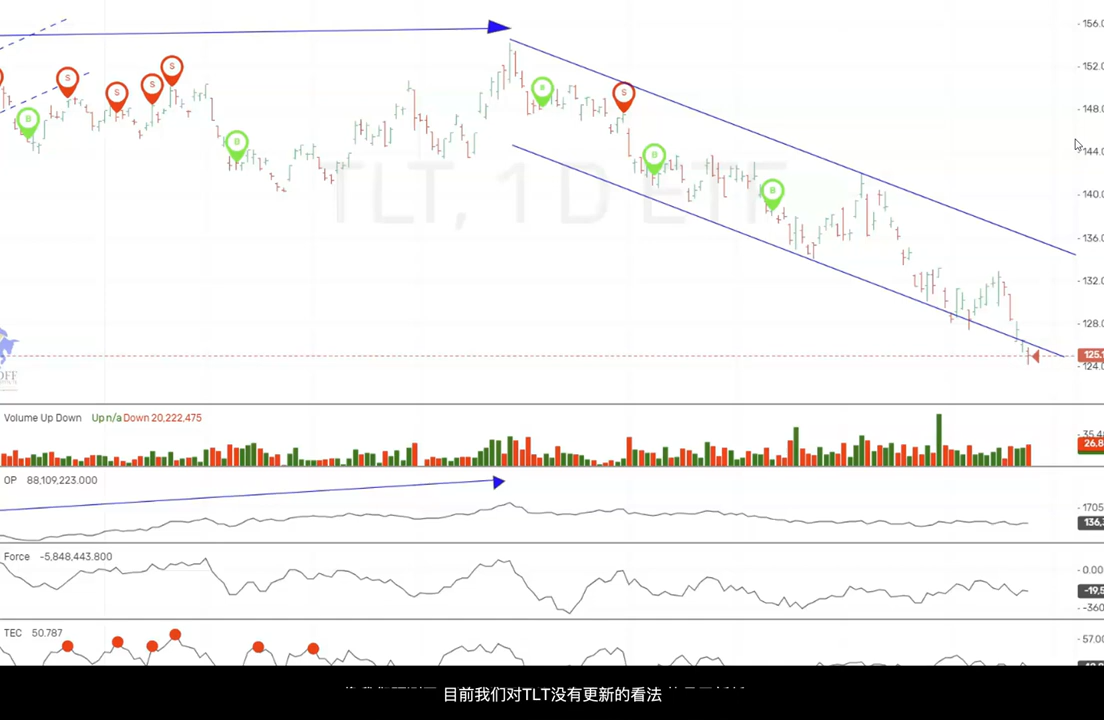 156.0
152.0
148.0
144.0
140.0
136.0
132.0
128.0
125.1
124.0
S
S
S
S
B
B
B
S
B
B
TLT, 1D ETF
OFF
Volume Up Down Up n/a Down 20,222,475
35.4
26.8
OP 88,109,223.000
1705
136,
Force -5,848,443.800
0.00
-19,5
-360
TEC 50.787
57.00
目前我们对TLT没有更新的看法